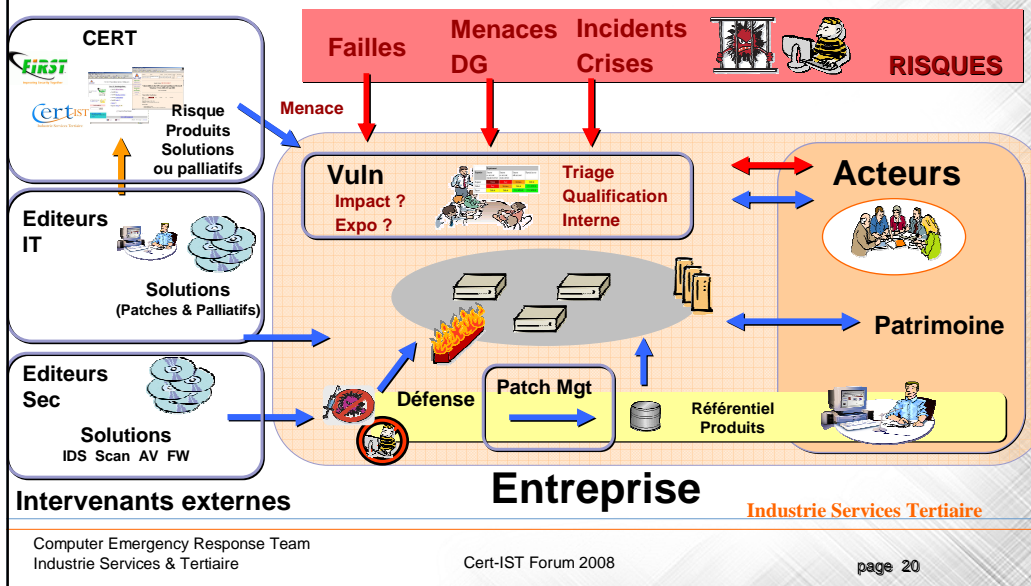 Failles
Menaces
DG
Incidents
Crises
RISQUES
CERT
FIRST
Cert IST
Risque
Produits
Solutions
ou palliatifs
Menace
Vuln
Impact ?
Expo ?
Triage
Qualification
Interne
Acteurs
Editeurs
IT
Solutions
(Patches & Palliatifs)
Patrimoine
Editeurs
Sec
Solutions
IDS Scan AV FW
Défense
Patch Mgt
Référentiel
Produits
Intervenants externes
Entreprise
Industrie Services Tertiaire
Computer Emergency Response Team
Industrie Services & Tertiaire
Cert-IST Forum 2008
page 20